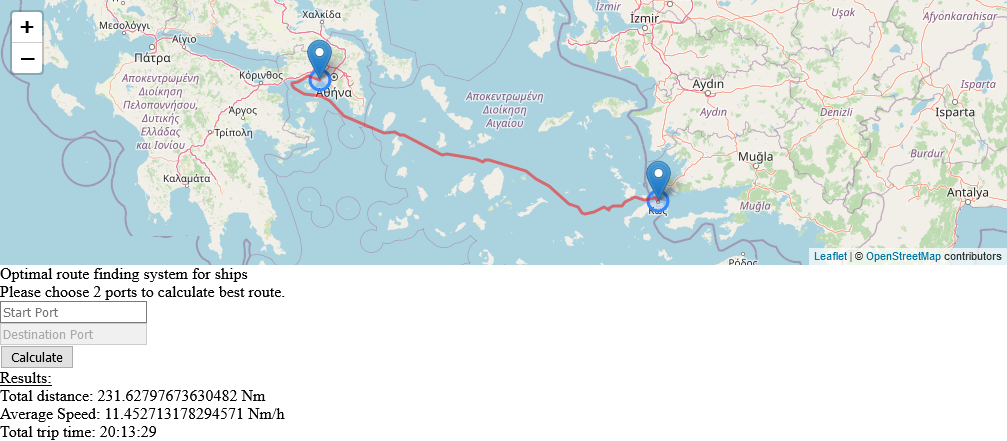 +
−
Χαλκίδα
Μεσολόγγι
Αίγιο
Πάτρα
Κόρινθος
Αθήνα
Αποκεντρωμένη
Διοίκηση
Πελοποννήσου,
Δυτικής
Ελλάδας
και Ιονίου
Άργος
Τρίπολη
Καλαμάτα
Αποκεντρωμένη
Διοίκηση
Αιγαίου
İzmir
İzmir
Uşak
Afyonkarahisar
Aydın
Aydın
Denizli
Isparta
Isparta
Burdur
Muğla
Muğla
Antalya
Κως
Ρόδος
Leaflet | © OpenStreetMap contributors
Optimal route finding system for ships
Please choose 2 ports to calculate best route.
Start Port
Destination Port
Calculate
Results:
Total distance: 231.62797673630482 Nm
Average Speed: 11.452713178294571 Nm/h
Total trip time: 20:13:29